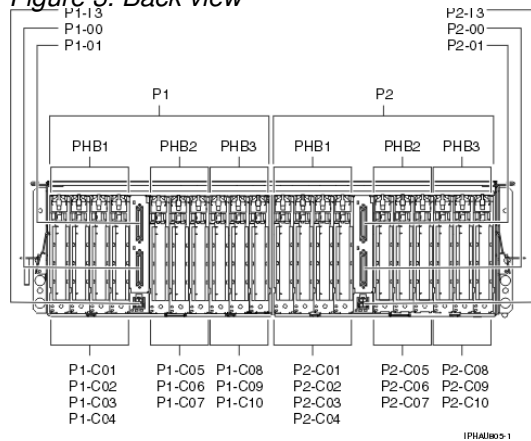 Figure 5. Back view
P1-T3 P2-T3
P1-00 P2-00
P1-01 P2-01
P1 P2
PHB1 PHB2 PHB3 PHB1 PHB2 PHB3
P1-C01 P1-C05 P1-C08 P2-C01 P2-C05 P2-C08
P1-C02 P1-C06 P1-C09 P2-C02 P2-C06 P2-C09
P1-C03 P1-C07 P1-C10 P2-C03 P2-C07 P2-C10
P1-C04 P2-C04
IPHAU805-1